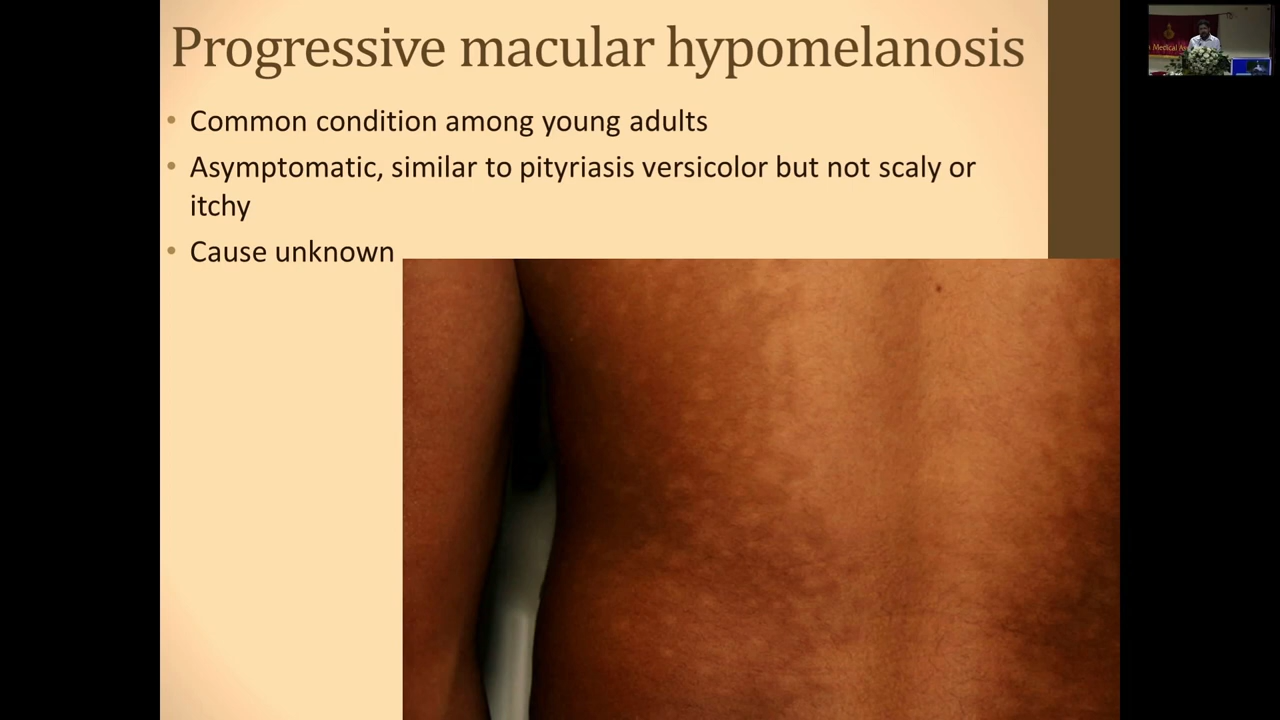 Progressive macular hypomelanosis
• Common condition among young adults
• Asymptomatic, similar to pityriasis versicolor but not scaly or
itchy
• Cause unknown
Medical